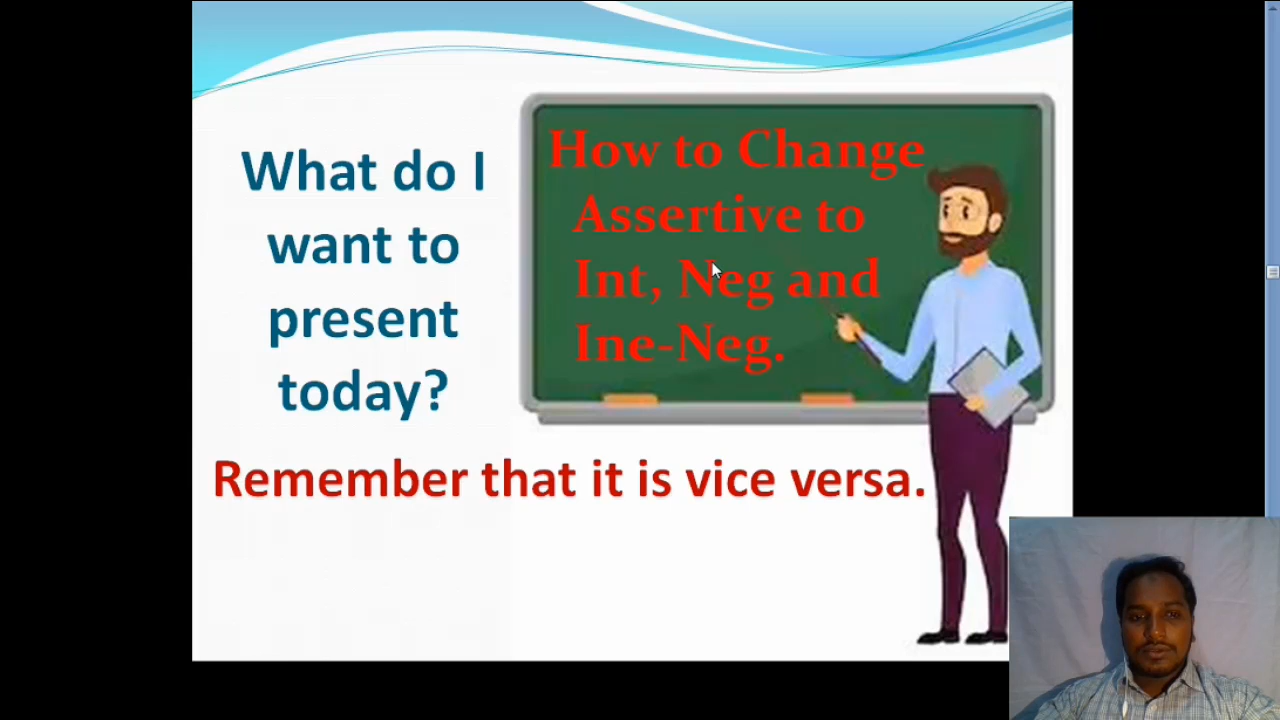 What do I
want to
present
today?
How to Change
Assertive to
Int, Neg and
Ine-Neg.
Remember that it is vice versa.